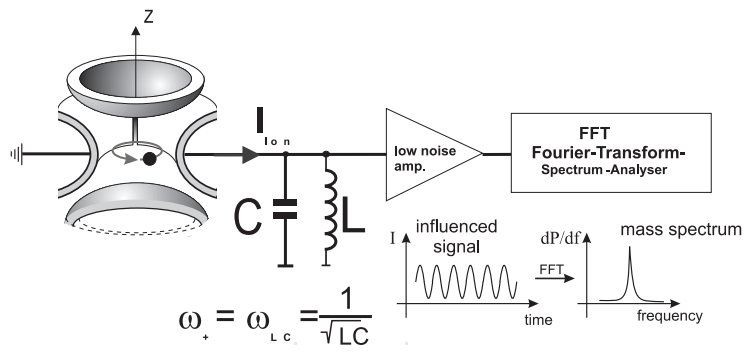 Z
I Ion
low noise
amp.
FFT
Fourier-Transform-
Spectrum-Analyser
C
L
I
influenced
signal
time
FFT
dP/df
mass spectrum
frequency
ω+ = ωLC = 1/√LC